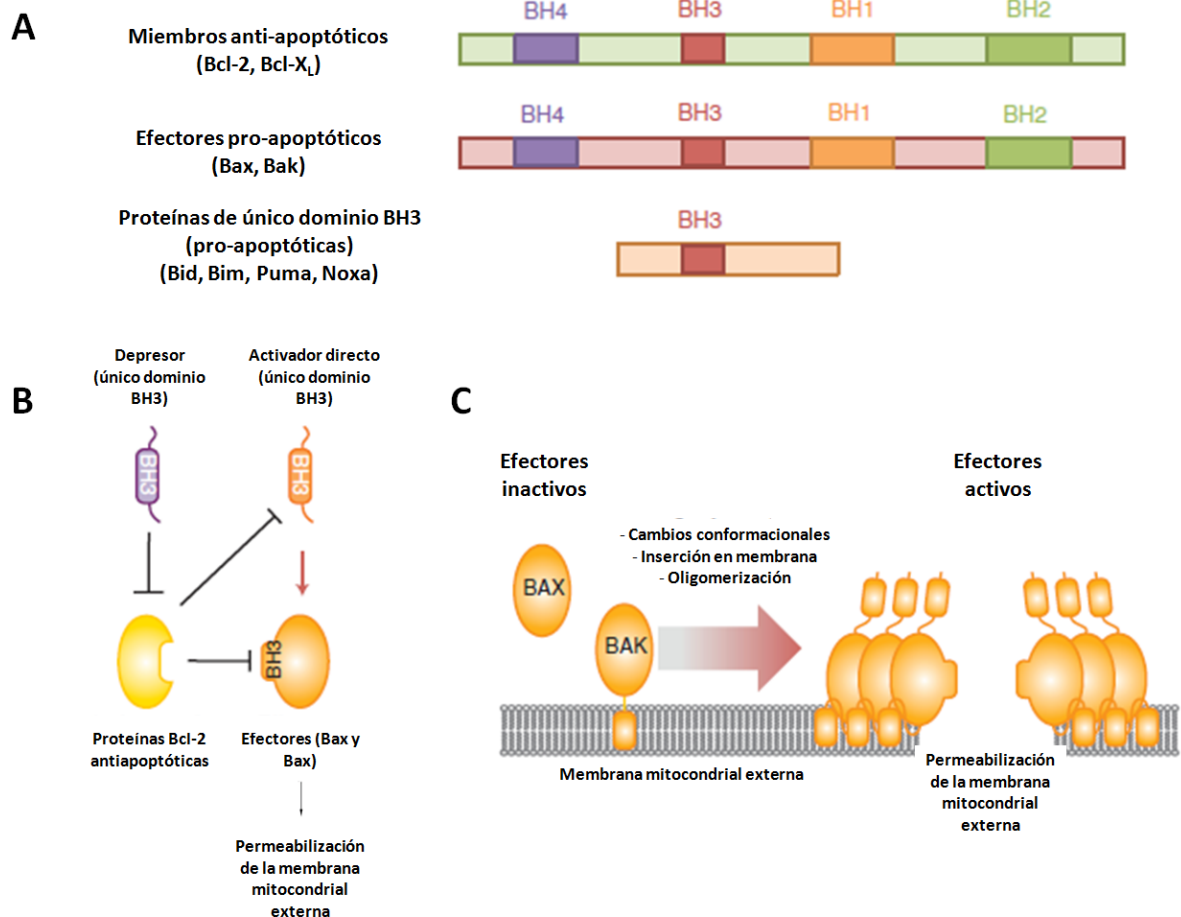 A
Miembros anti-apoptóticos
(Bcl-2, Bcl-XL)
BH4 BH3 BH1 BH2
Efectores pro-apoptóticos
(Bax, Bak)
BH4 BH3 BH1 BH2
Proteínas de único dominio BH3
(pro-apoptóticas)
(Bid, Bim, Puma, Noxa)
BH3
B
Depresor
(único dominio
BH3)
Activador directo
(único dominio
BH3)
BH3
BH3
BH3
Proteínas Bcl-2
antiapoptóticas
Efectores (Bax y
Bax)
Permeabilización
de la membrana
mitocondrial
externa
C
Efectores
inactivos
Efectores
activos
- Cambios conformacionales
- Inserción en membrana
- Oligomerización
BAX
BAK
Membrana mitocondrial externa
Permeabilización
de la membrana
mitocondrial
externa